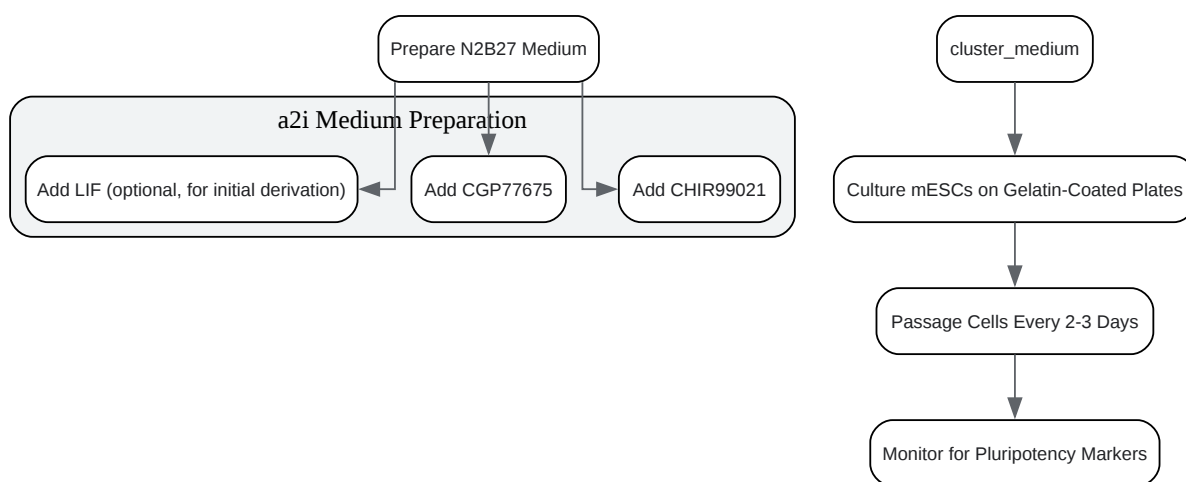 Prepare N2B27 Medium
cluster_medium
a2i Medium Preparation
Add LIF (optional, for initial derivation)
Add CGP77675
Add CHIR99021
Culture mESCs on Gelatin-Coated Plates
Passage Cells Every 2-3 Days
Monitor for Pluripotency Markers